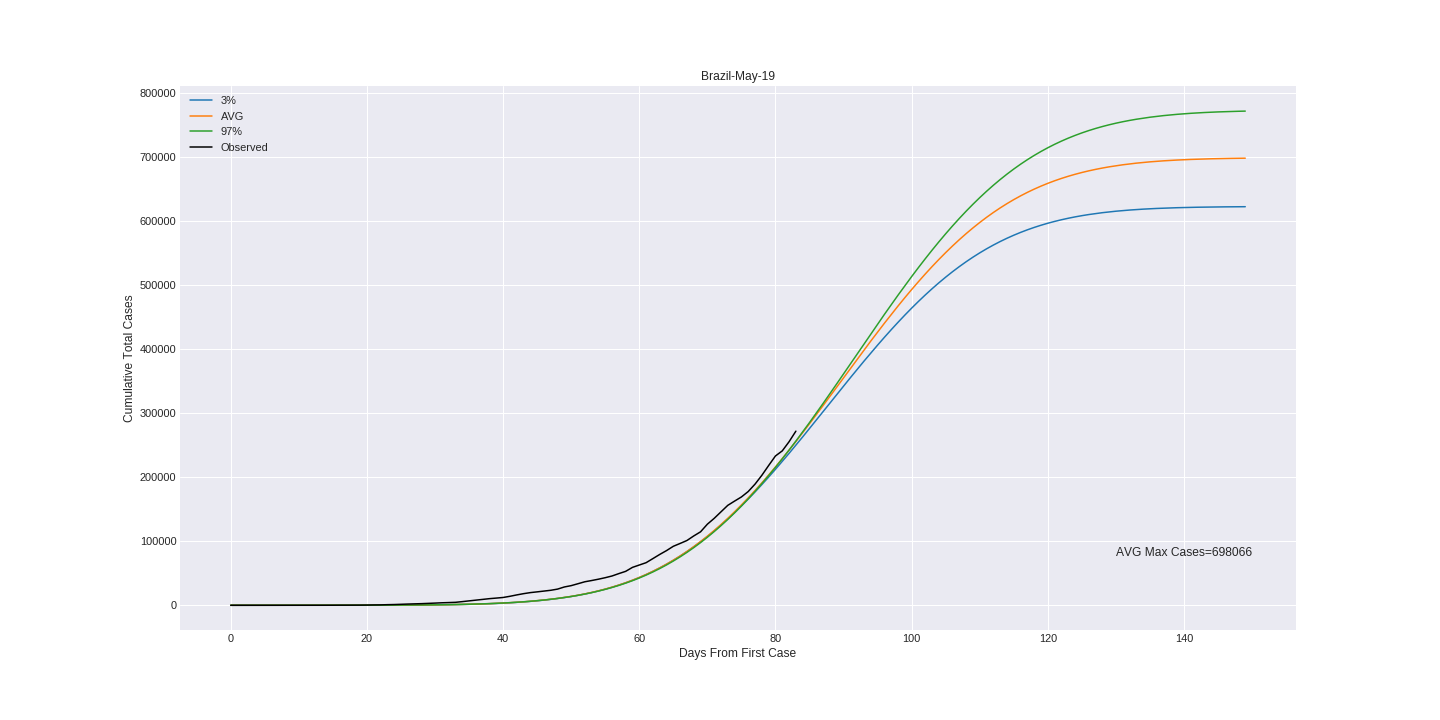 Brazil-May-19
3%
AVG
97%
Observed
800000
700000
600000
500000
400000
300000
200000
100000
0
Cumulative Total Cases
AVG Max Cases=698066
0 20 40 60 80 100 120 140
Days From First Case